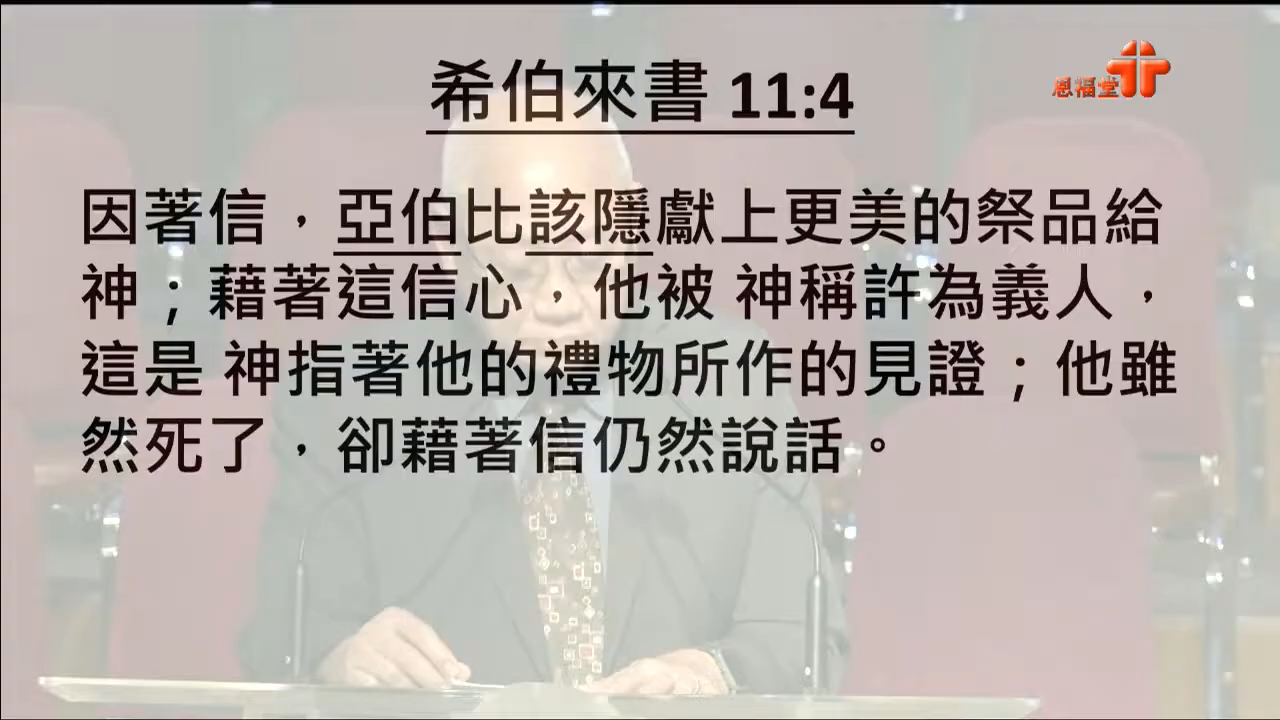 希伯來書 11:4
恩福堂
因著信，亞伯比該隱獻上更美的祭品給
神；藉著這信心，他被 神稱許為義人，
這是 神指著他的禮物所作的見證；他雖
然死了，卻藉著信仍然說話。